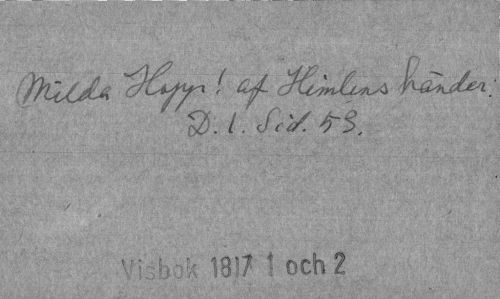 Milda Hopp! af Himlens händer.
D. 1. Sid. 53.
Visbok 1817 1 och 2